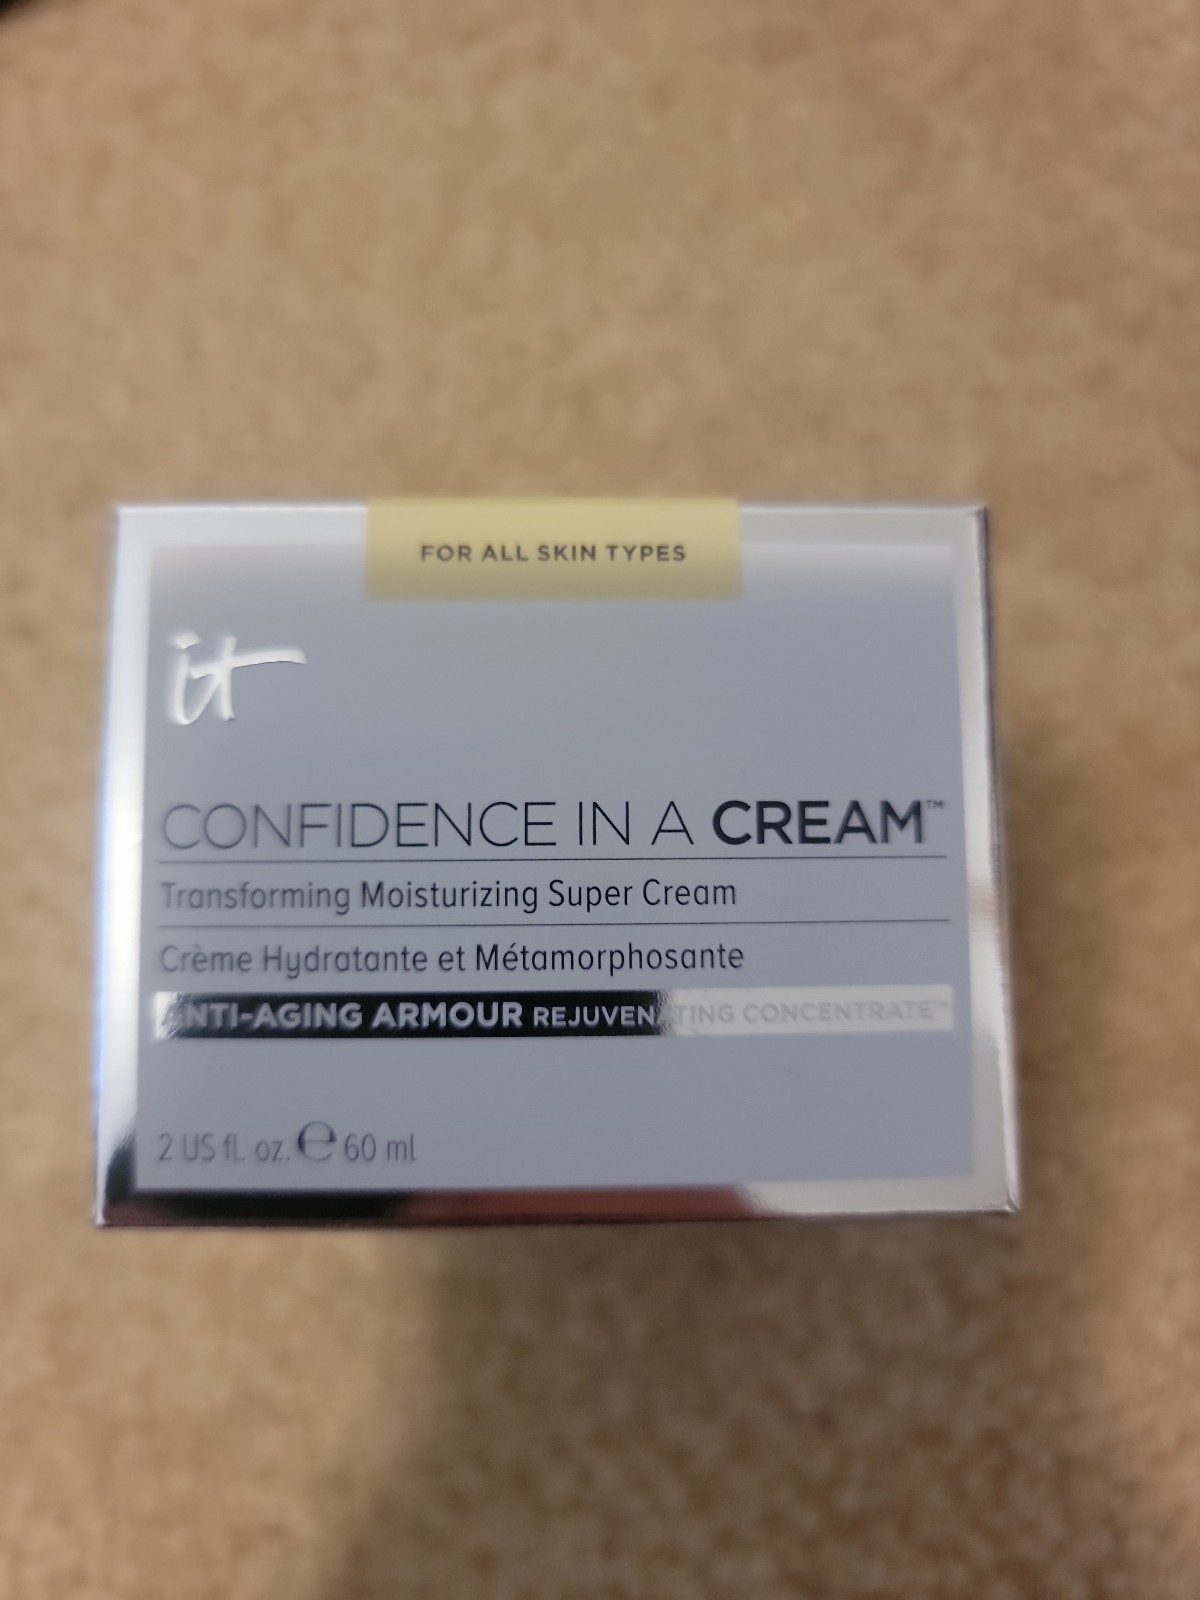 FOR ALL SKIN TYPES
it
CONFIDENCE IN A CREAM™
Transforming Moisturizing Super Cream
Crème Hydratante et Métamorphosante
ANTI-AGING ARMOUR REJUVENATING CONCENTRATE™
2 US fl. oz. ℮ 60 ml